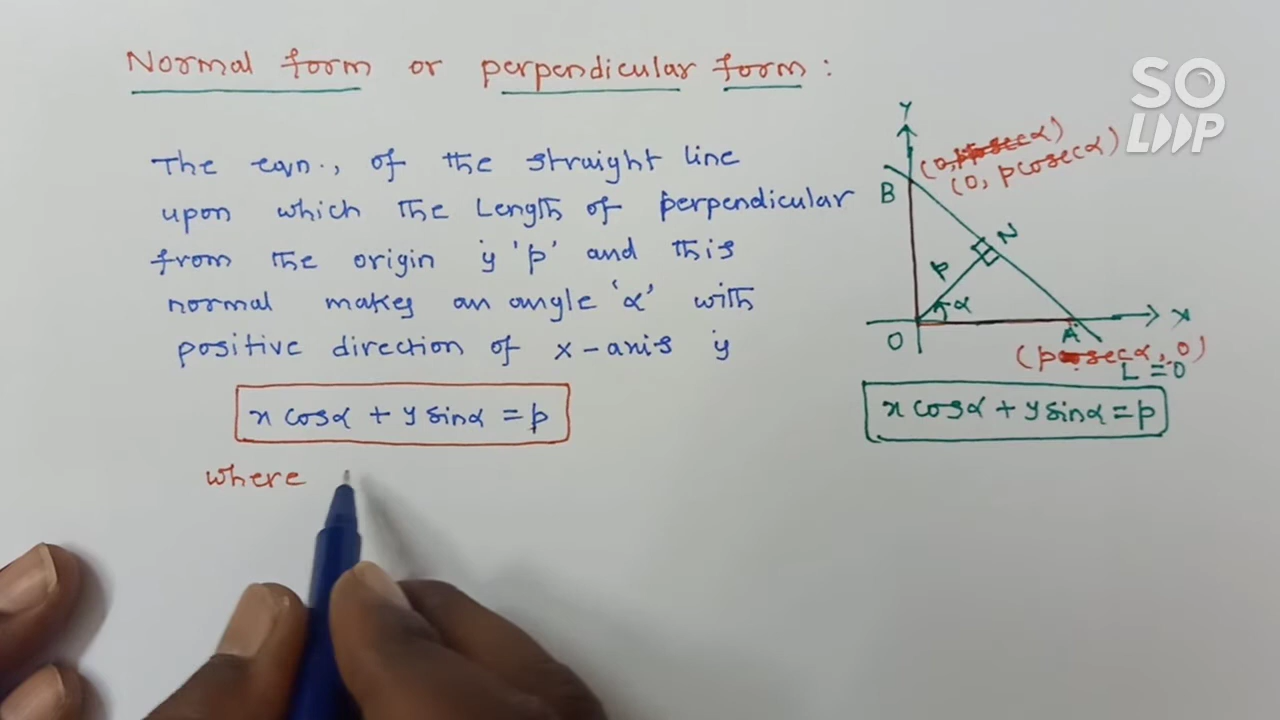 Normal form or perpendicular form :
The eqn., of the straight line
upon which the Length of perpendicular
from the origin is 'p' and this
normal makes an angle 'α' with
positive direction of x-axis is
x cosα + y sinα = p
where
SO
LOOP
Y
(0, p cosecα)
B
N
p
α
O
A
X
(p secα, 0)
L = 0
x cosα + y sinα = p